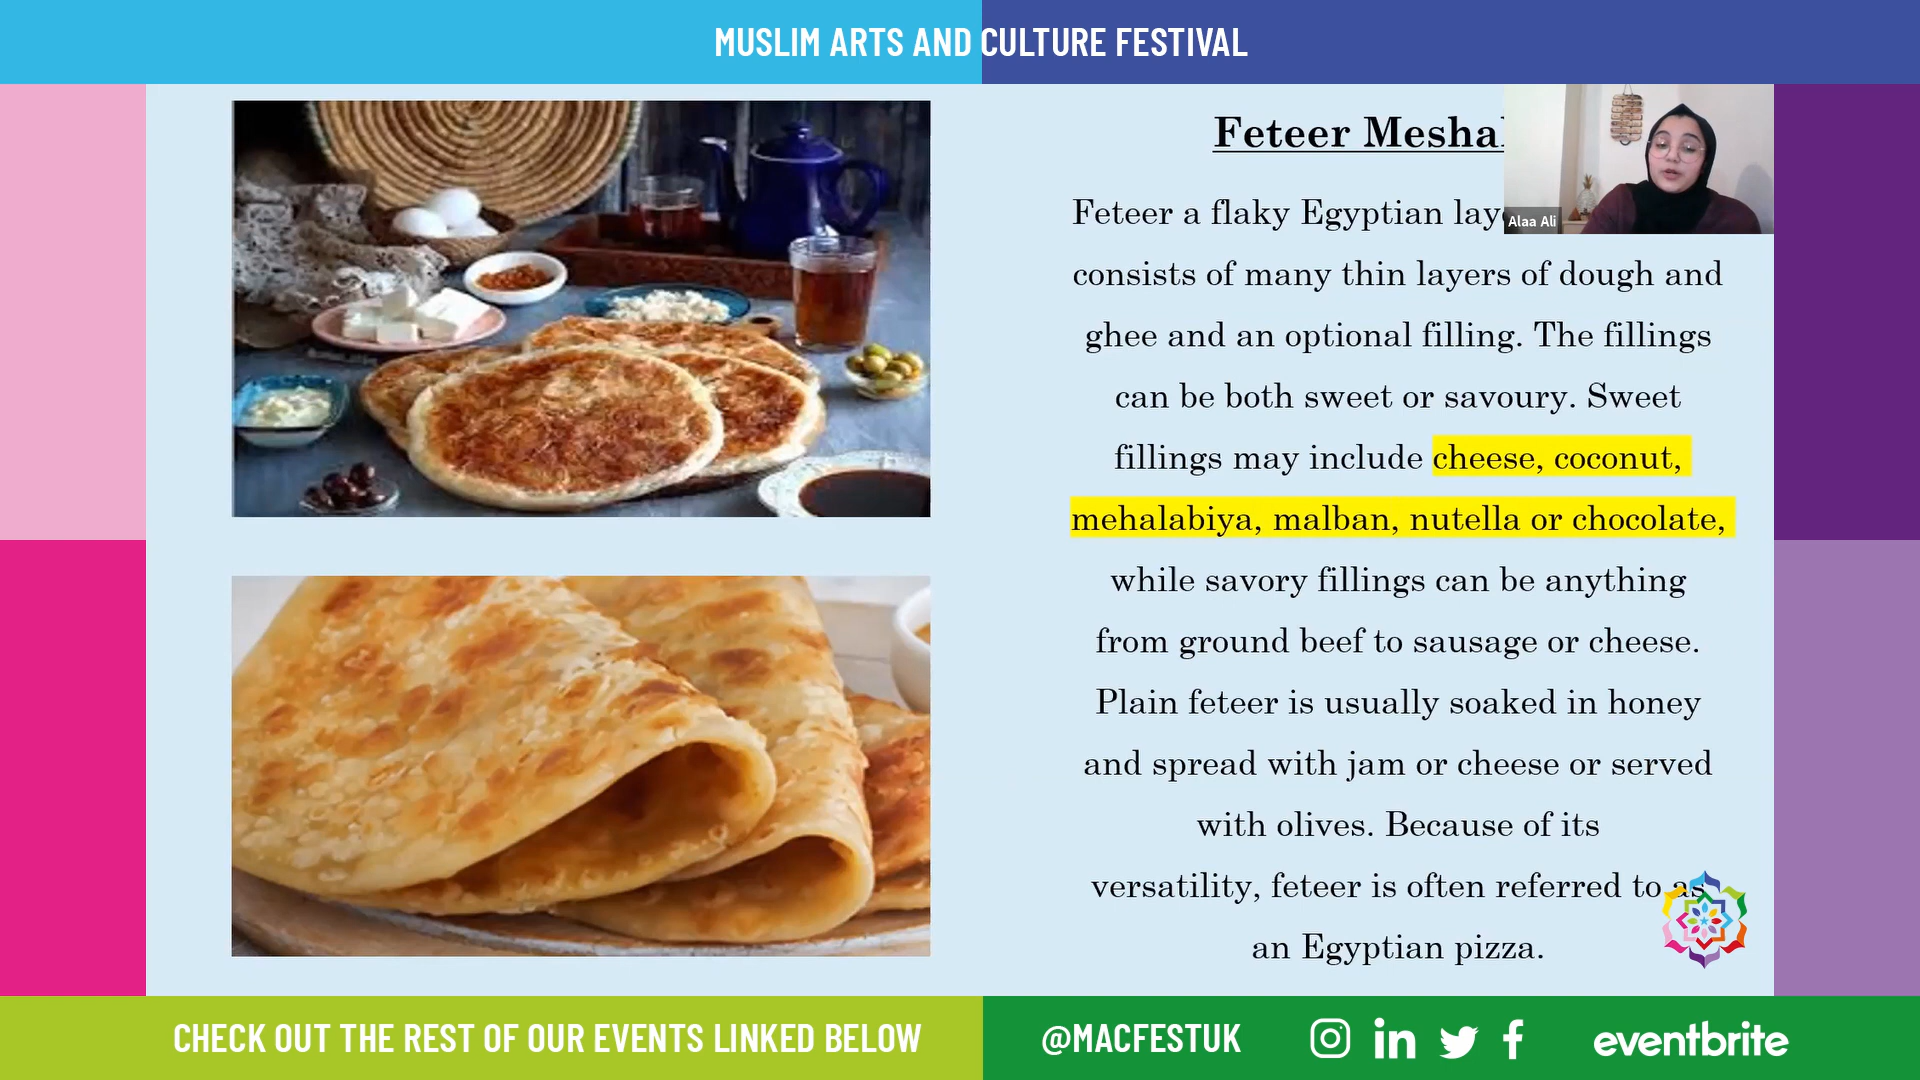 MUSLIM ARTS AND CULTURE FESTIVAL
Feteer
Feteer a flaky Egyptian
consists of many thin layers of dough and
ghee and an optional filling. The fillings
can be both sweet or savoury. Sweet
fillings may include cheese, coconut,
mehalabiya, malban, nutella or chocolate,
while savory fillings can be anything
from ground beef to sausage or cheese.
Plain feteer is usually soaked in honey
and spread with jam or cheese or served
with olives. Because of its
versatility, feteer is often referred to as
an Egyptian pizza.
Alaa Ali
CHECK OUT THE REST OF OUR EVENTS LINKED BELOW
@MACFESTUK
eventbrite